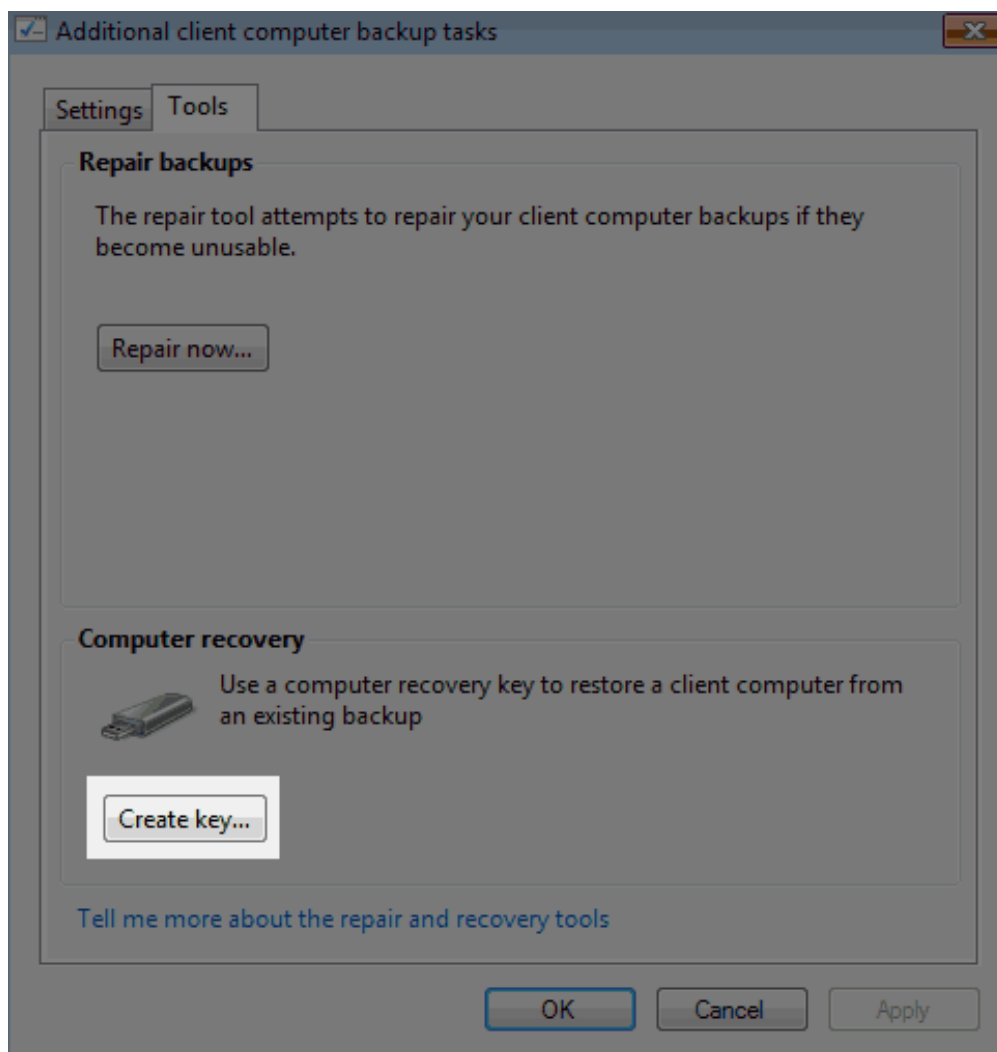 Additional client computer backup tasks
Settings
Tools
Repair backups
The repair tool attempts to repair your client computer backups if they
become unusable.
Repair now...
Computer recovery
Use a computer recovery key to restore a client computer from
an existing backup
Create key...
Tell me more about the repair and recovery tools
OK
Cancel
Apply